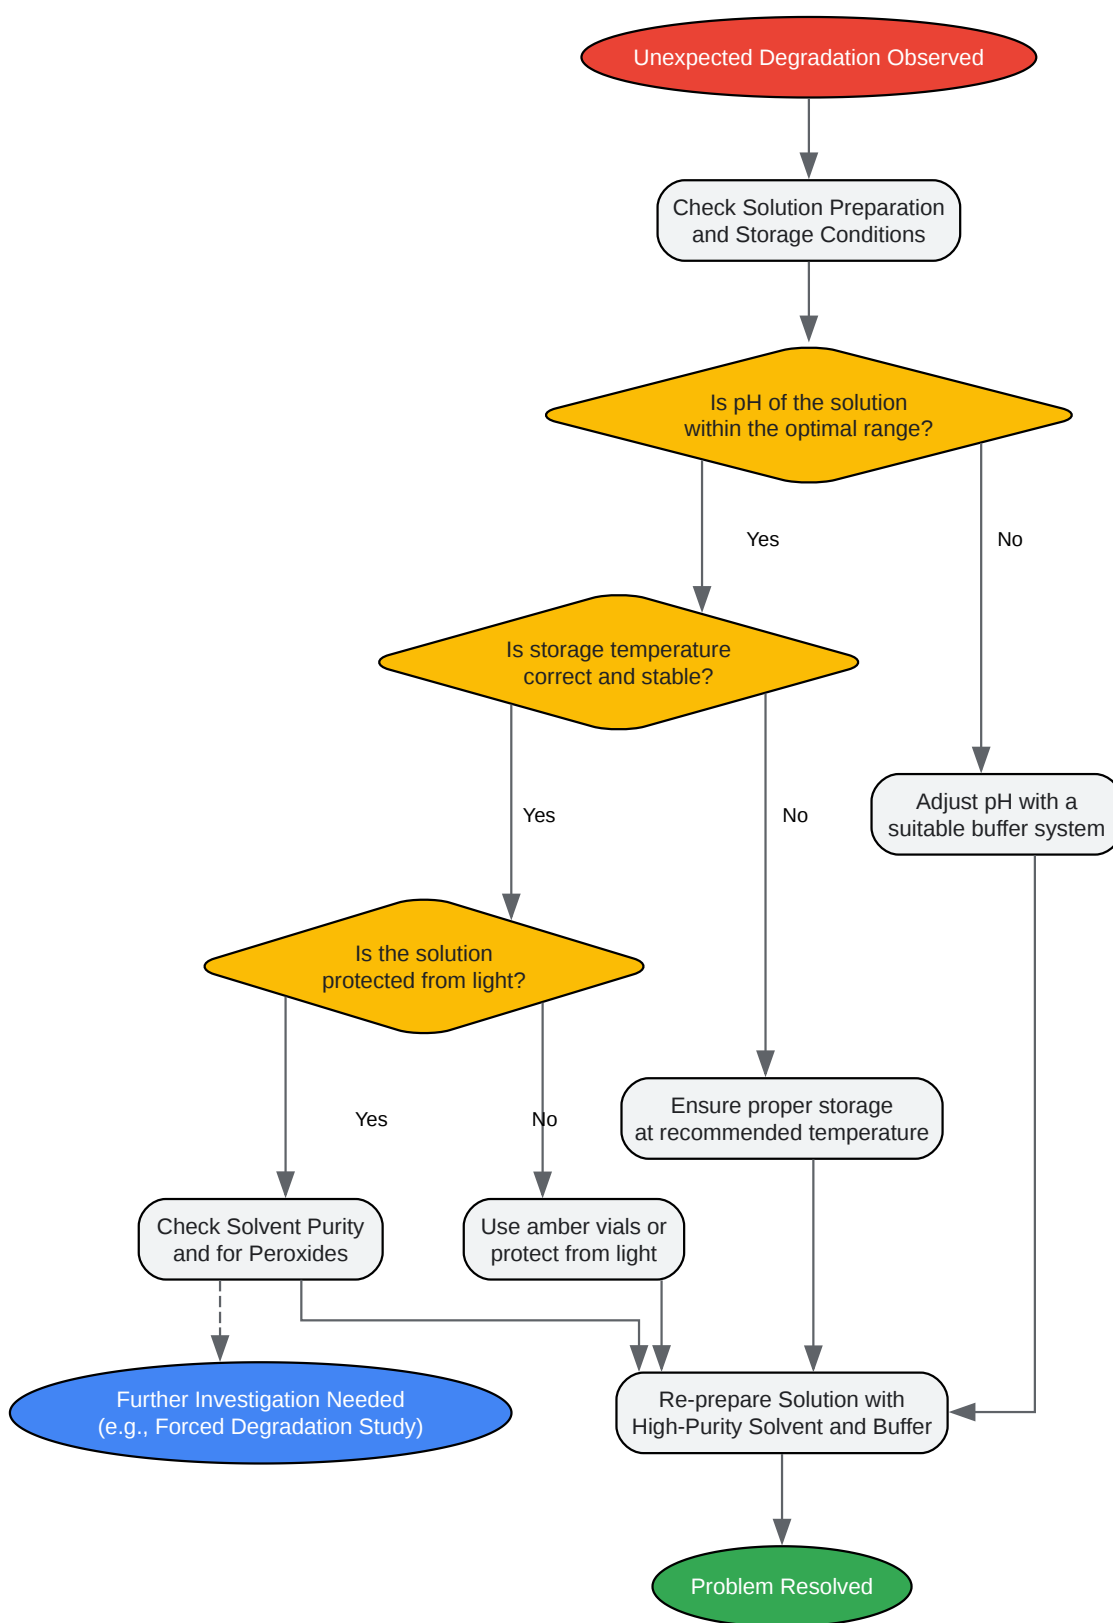 Unexpected Degradation Observed
Check Solution Preparation
and Storage Conditions
Is pH of the solution
within the optimal range?
Yes
No
Is storage temperature
correct and stable?
Adjust pH with a
suitable buffer system
Yes
No
Is the solution
protected from light?
Ensure proper storage
at recommended temperature
Yes
No
Check Solvent Purity
and for Peroxides
Use amber vials or
protect from light
Further Investigation Needed
(e.g., Forced Degradation Study)
Re-prepare Solution with
High-Purity Solvent and Buffer
Problem Resolved